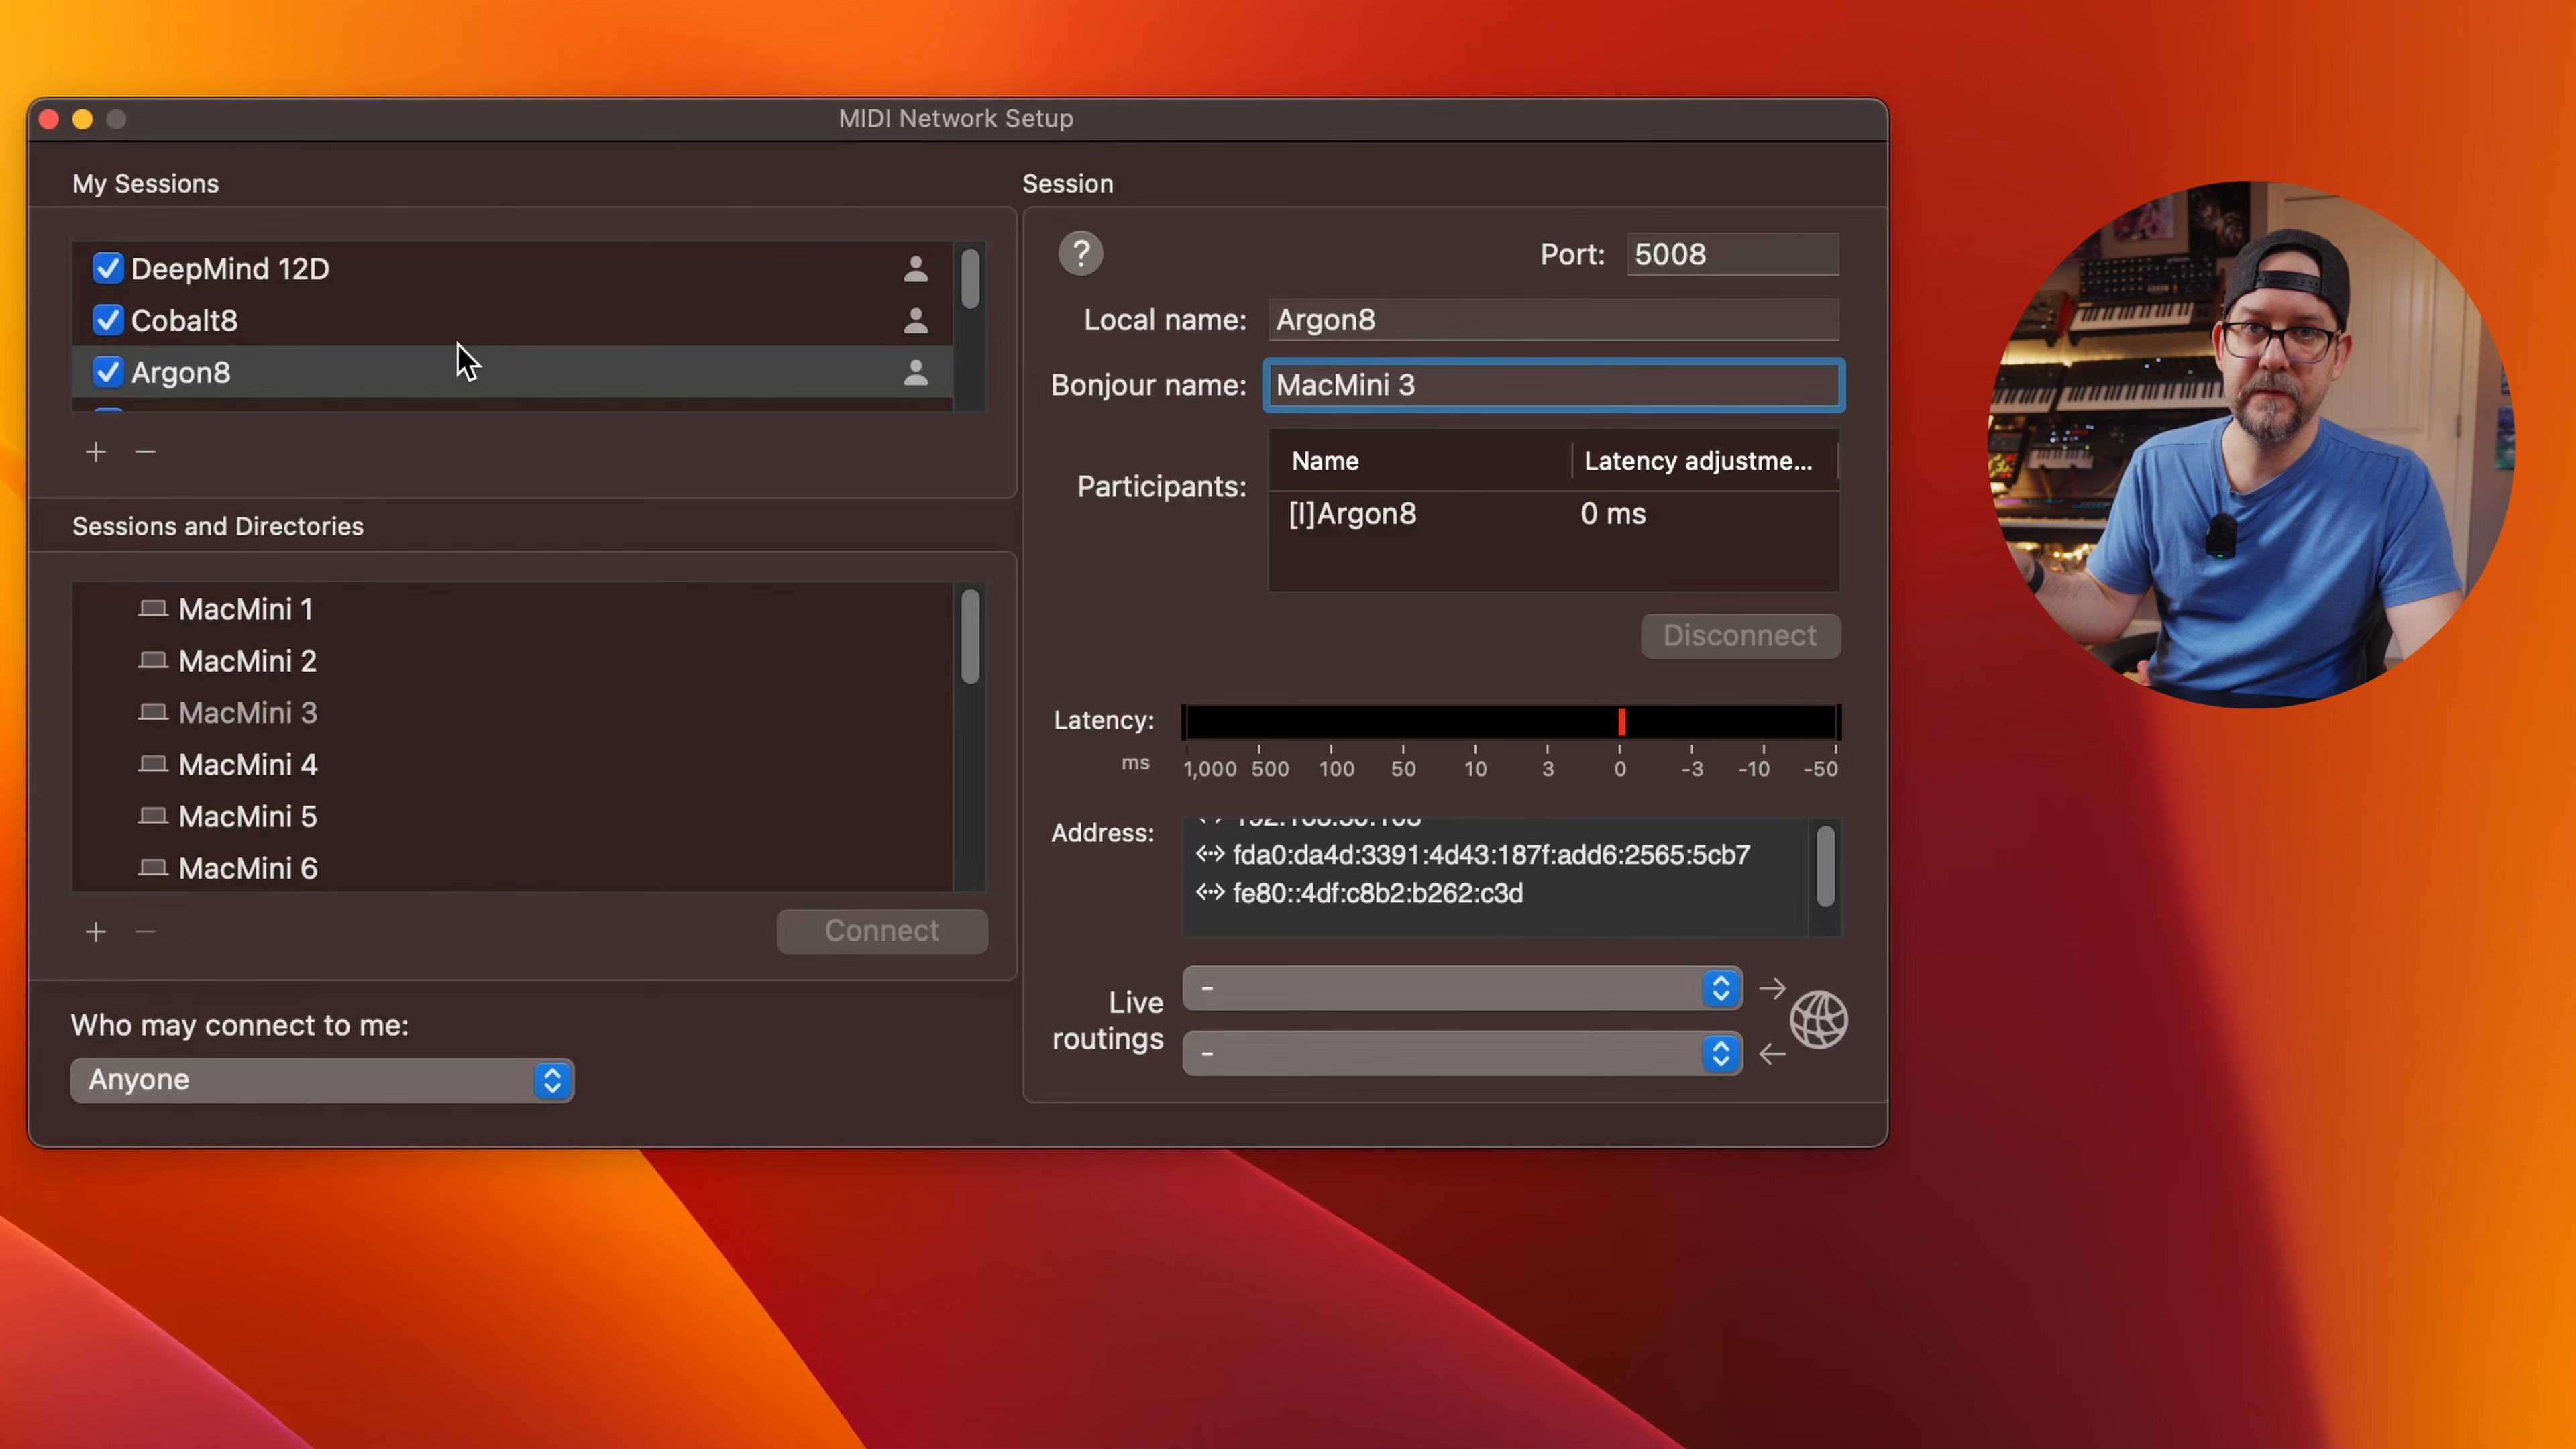 MIDI Network Setup
My Sessions
DeepMind 12D
Cobalt8
Argon8
+ −
Sessions and Directories
MacMini 1
MacMini 2
MacMini 3
MacMini 4
MacMini 5
MacMini 6
+ −
Connect
Who may connect to me:
Anyone
Session
?
Port: 5008
Local name: Argon8
Bonjour name: MacMini 3
Participants:
Name Latency adjustme...
[I]Argon8 0 ms
Disconnect
Latency:
ms 1,000 500 100 50 10 3 0 -3 -10 -50
Address:
fda0:da4d:3391:4d43:187f:add6:2565:5cb7
fe80::4df:c8b2:b262:c3d
Live
routings
-
-